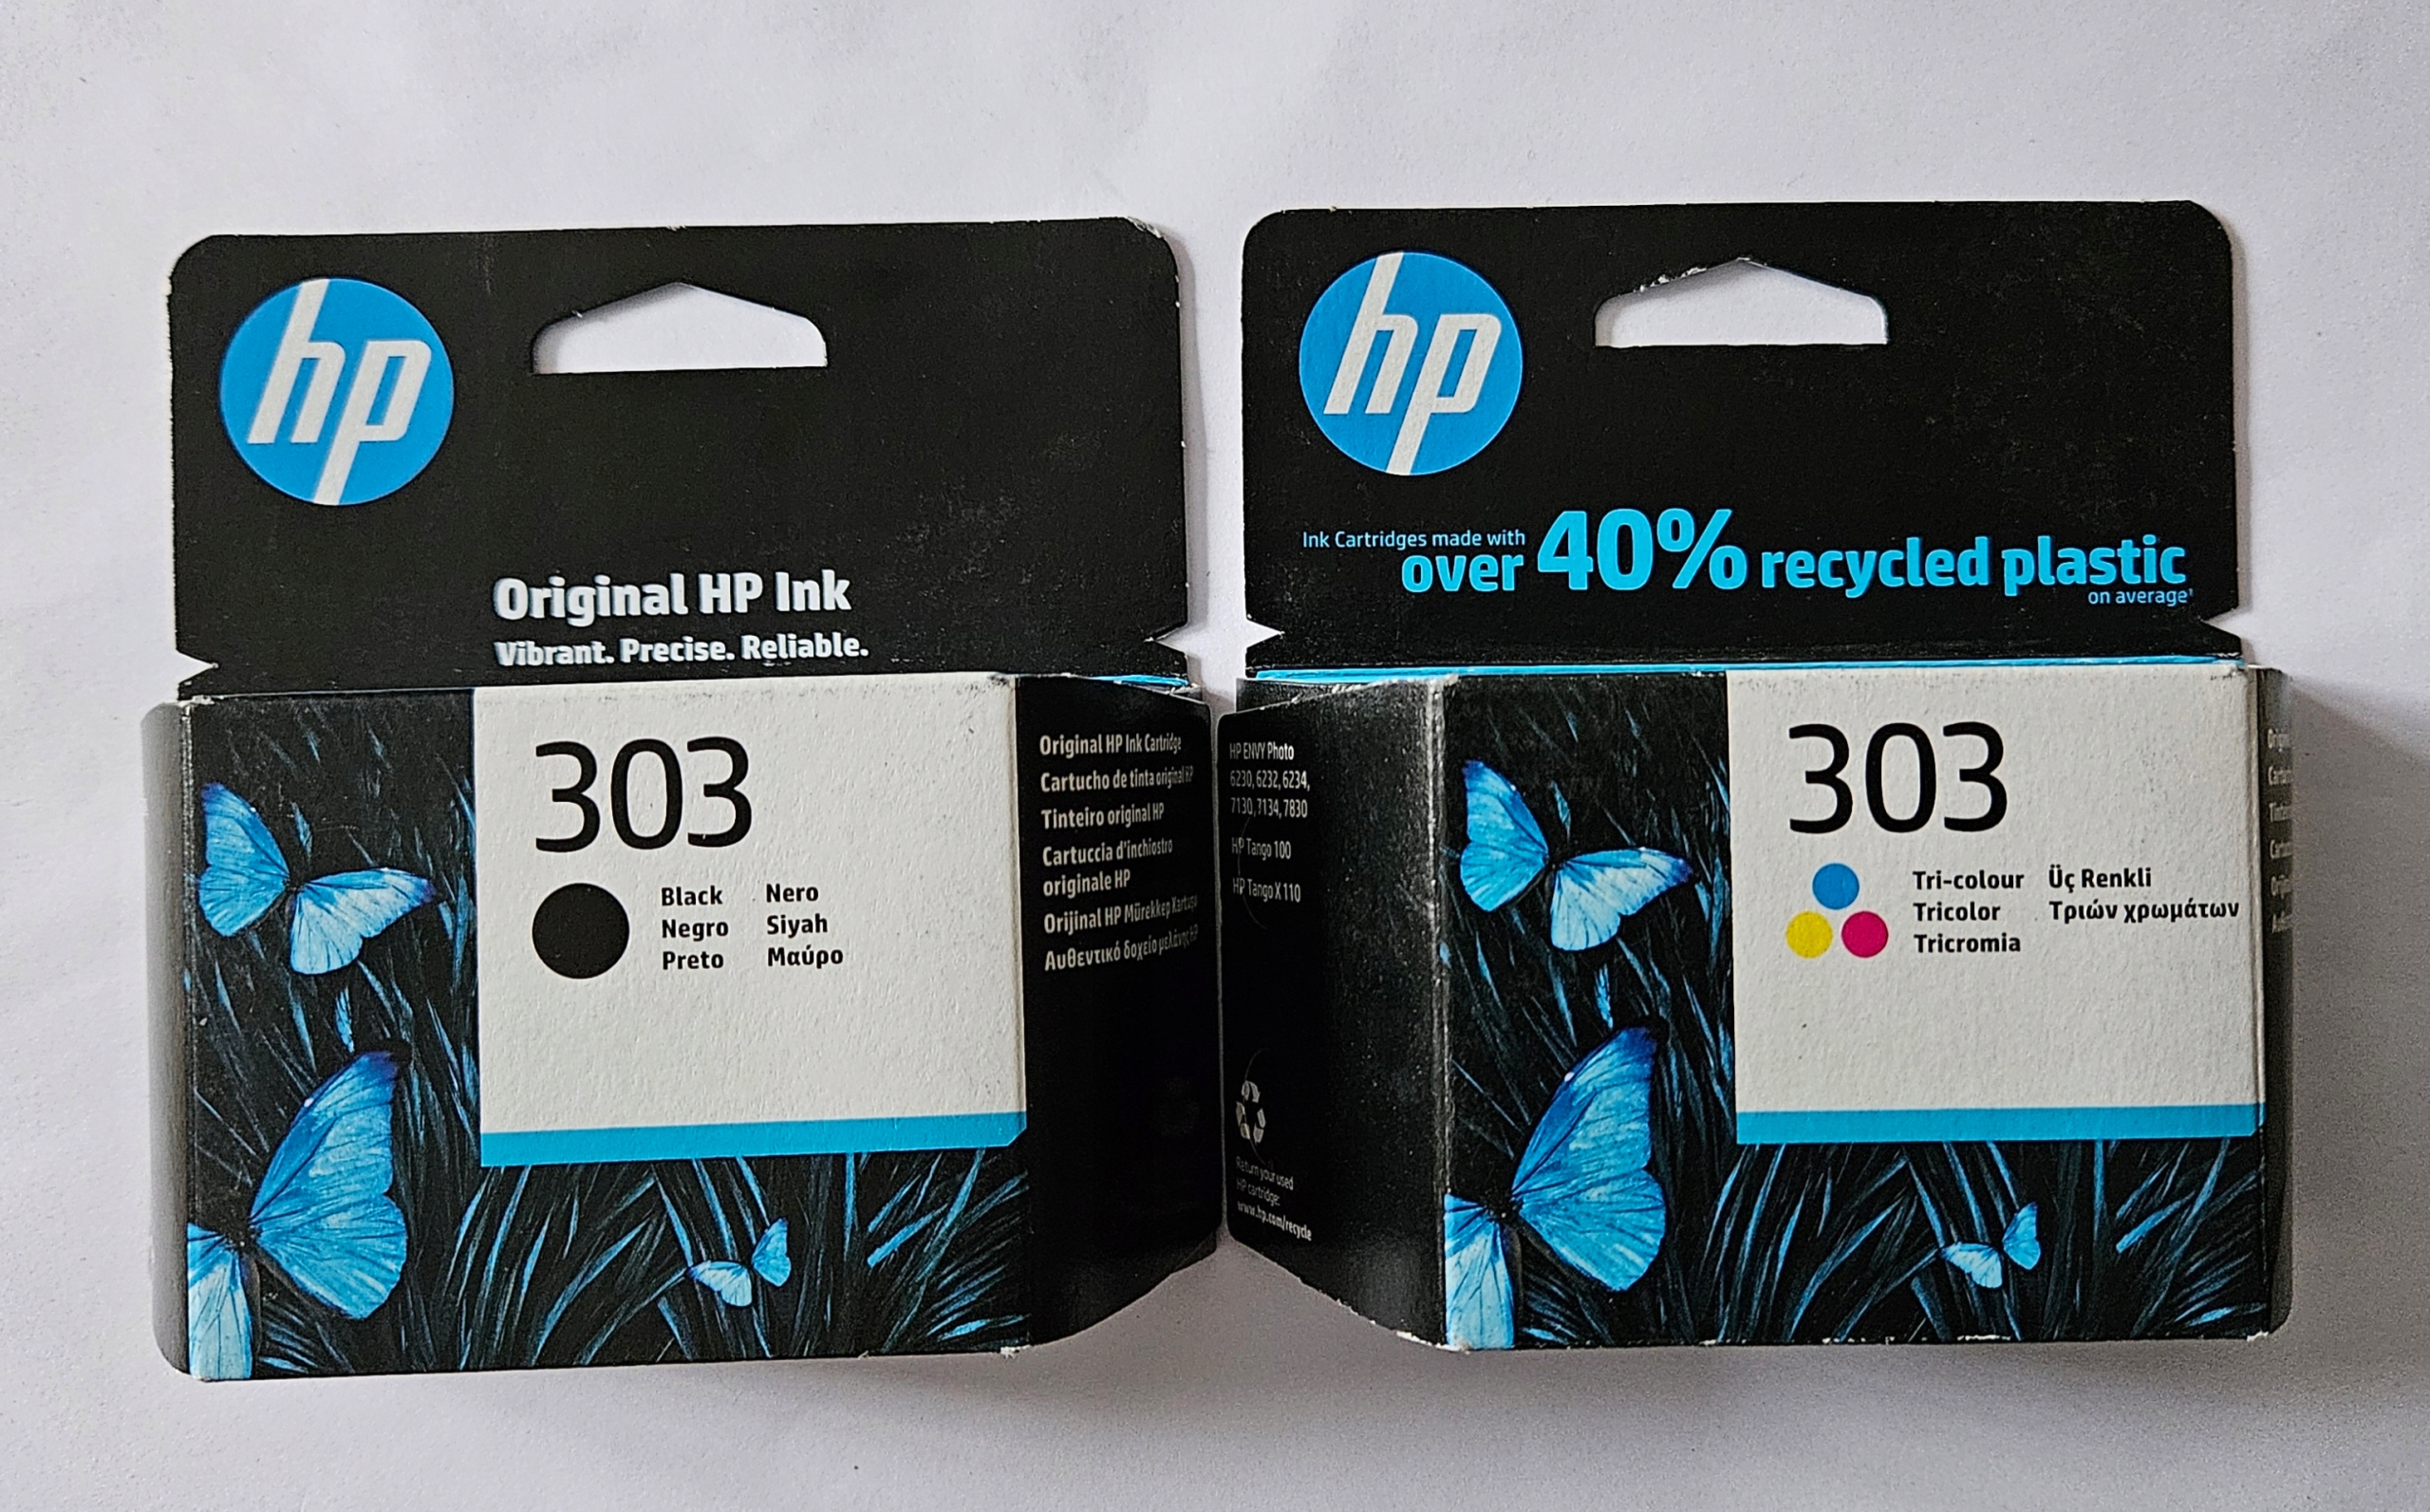 hp
Original HP Ink
Vibrant. Precise. Reliable.
303
Black
Negro
Preto
Nero
Siyah
Μαύρο
Original HP Ink Cartridge
Cartucho de tinta original HP
Tinteiro original HP
Cartuccia d'inchiostro
originale HP
Orijinal HP Mürekkep Kartuşu
Αυθεντικό δοχείο μελάνης HP
hp
Ink Cartridges made with
over 40% recycled plastic
on average¹
HP ENVY Photo
6230, 6232, 6234,
7130, 7134, 7830
HP Tango 100
HP Tango X 110
Return your used
HP cartridge:
www.hp.com/recycle
303
Tri-colour
Tricolor
Tricromia
Üç Renkli
Τριών χρωμάτων